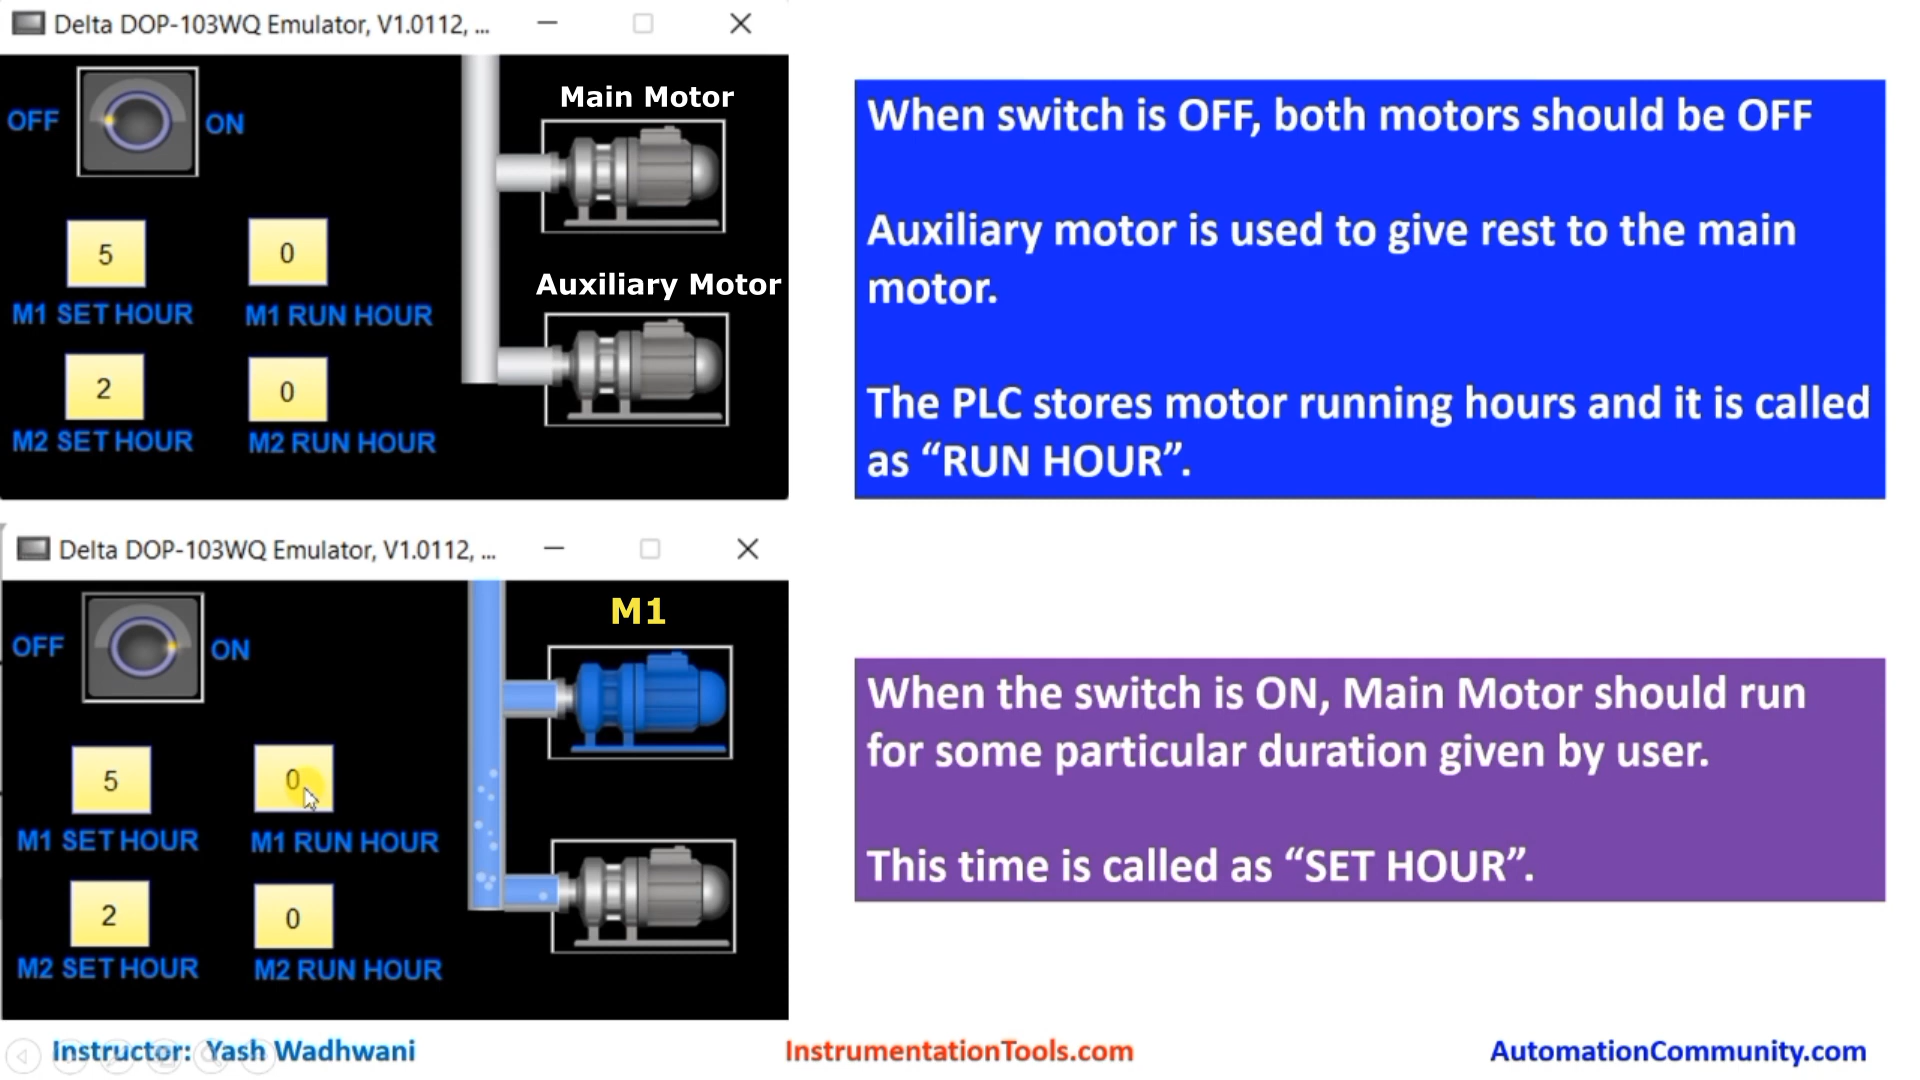 Delta DOP-103WQ Emulator, V1.0112, ...
OFF
ON
Main Motor
5
0
M1 SET HOUR
M1 RUN HOUR
Auxiliary Motor
2
0
M2 SET HOUR
M2 RUN HOUR
When switch is OFF, both motors should be OFF
Auxiliary motor is used to give rest to the main
motor.
The PLC stores motor running hours and it is called
as “RUN HOUR”.
Delta DOP-103WQ Emulator, V1.0112, ...
OFF
ON
M1
5
0
M1 SET HOUR
M1 RUN HOUR
2
0
M2 SET HOUR
M2 RUN HOUR
When the switch is ON, Main Motor should run
for some particular duration given by user.
This time is called as “SET HOUR”.
Instructor: Yash Wadhwani
InstrumentationTools.com
AutomationCommunity.com